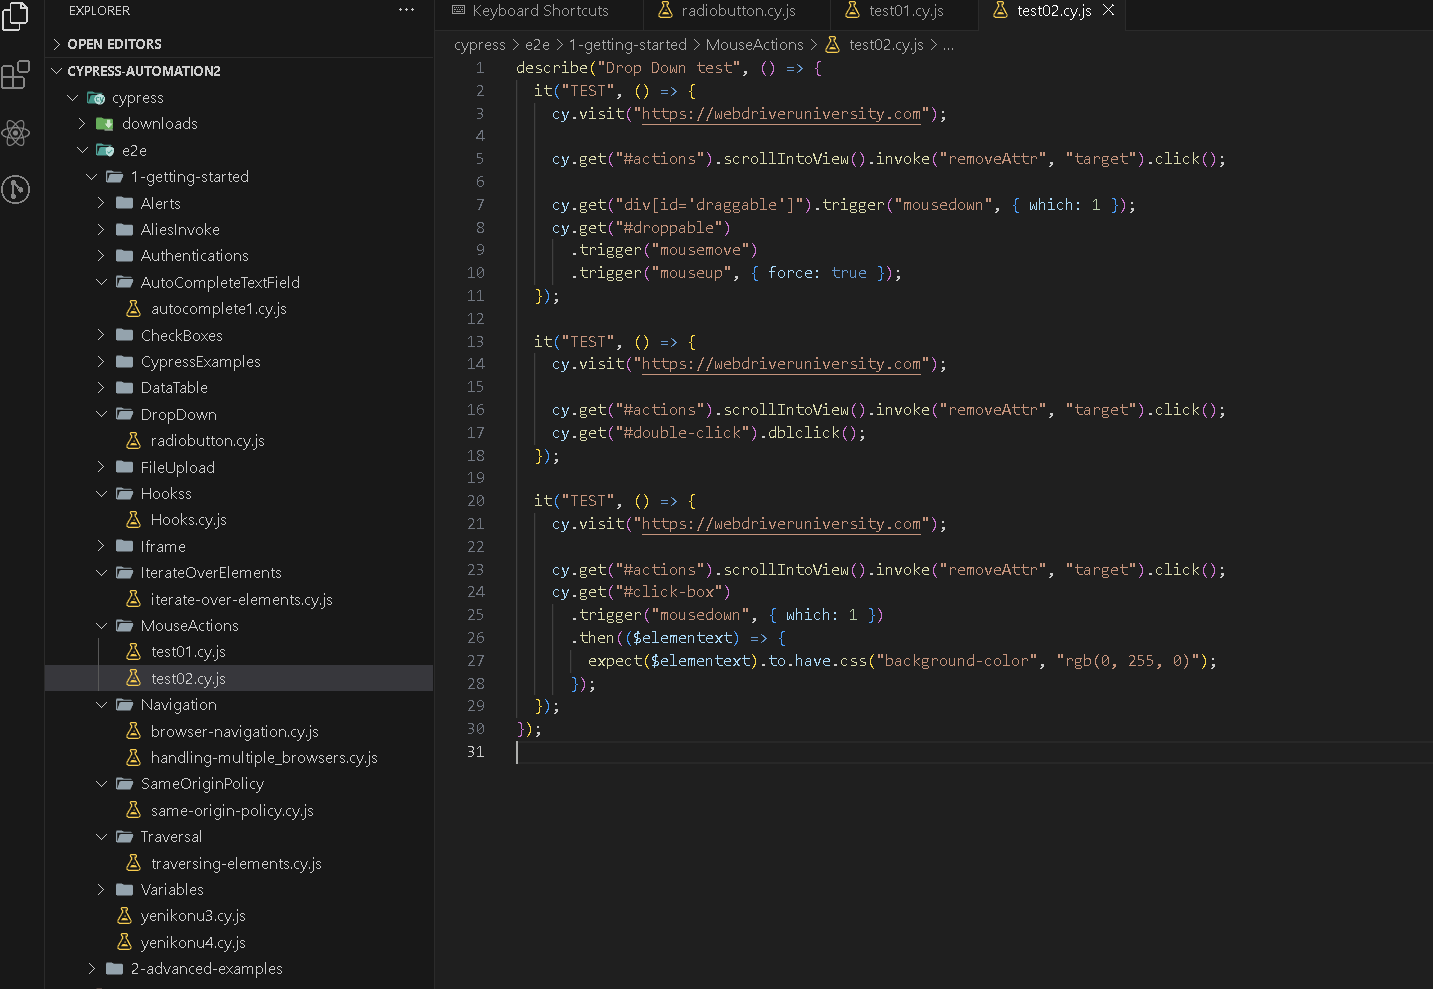 EXPLORER
...
OPEN EDITORS
CYPRESS-AUTOMATION2
cypress
downloads
e2e
1-getting-started
Alerts
AliesInvoke
Authentications
AutoCompleteTextField
autocomplete1.cy.js
CheckBoxes
CypressExamples
DataTable
DropDown
radiobutton.cy.js
FileUpload
Hookss
Hooks.cy.js
Iframe
IterateOverElements
iterate-over-elements.cy.js
MouseActions
test01.cy.js
test02.cy.js
Navigation
browser-navigation.cy.js
handling-multiple_browsers.cy.js
SameOriginPolicy
same-origin-policy.cy.js
Traversal
traversing-elements.cy.js
Variables
yenikonu3.cy.js
yenikonu4.cy.js
2-advanced-examples
Keyboard Shortcuts radiobutton.cy.js test01.cy.js test02.cy.js
cypress > e2e > 1-getting-started > MouseActions > test02.cy.js > ...
1 describe("Drop Down test", () => {
2 it("TEST", () => {
3 cy.visit("https://webdriveruniversity.com");
4
5 cy.get("#actions").scrollIntoView().invoke("removeAttr", "target").click();
6
7 cy.get("div[id='draggable']").trigger("mousedown", { which: 1 });
8 cy.get("#droppable")
9 .trigger("mousemove")
10 .trigger("mouseup", { force: true });
11 });
12
13 it("TEST", () => {
14 cy.visit("https://webdriveruniversity.com");
15
16 cy.get("#actions").scrollIntoView().invoke("removeAttr", "target").click();
17 cy.get("#double-click").dblclick();
18 });
19
20 it("TEST", () => {
21 cy.visit("https://webdriveruniversity.com");
22
23 cy.get("#actions").scrollIntoView().invoke("removeAttr", "target").click();
24 cy.get("#click-box")
25 .trigger("mousedown", { which: 1 })
26 .then(($elementext) => {
27 expect($elementext).to.have.css("background-color", "rgb(0, 255, 0)");
28 });
29 });
30 });
31